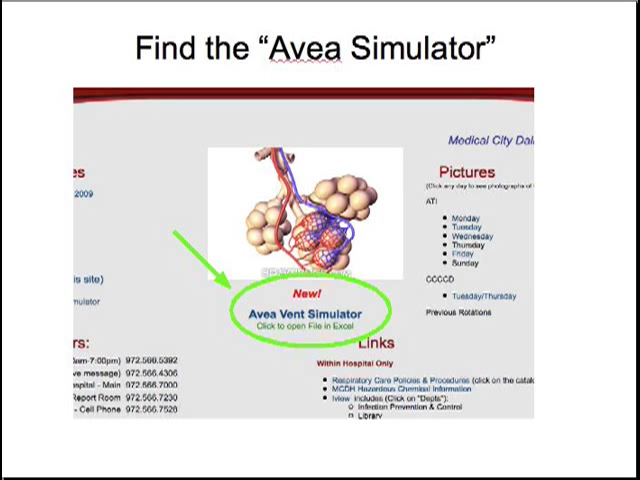 Find the “Avea Simulator”
Medical City Dal
es
2009
Pictures
(Click any day to see photographs of
ATI
Monday
Tuesday
Wednesday
Thursday
Friday
Sunday
CCCCD
Tuesday/Thursday
Previous Rotations
is site)
mulator
New!
Avea Vent Simulator
Click to open File in Excel
rs:
am-7:00pm) 972.566.5392
ve message) 972.566.4306
spital - Main 972.566.7000
Report Room 972.566.7230
- Cell Phone 972.566.7526
Links
Within Hospital Only
Respiratory Care Policies & Procedures (click on the catal
MCDH Hazardous Chemical Information
Iview Includes (Click on "Depts"):
Infection Prevention & Control
Library